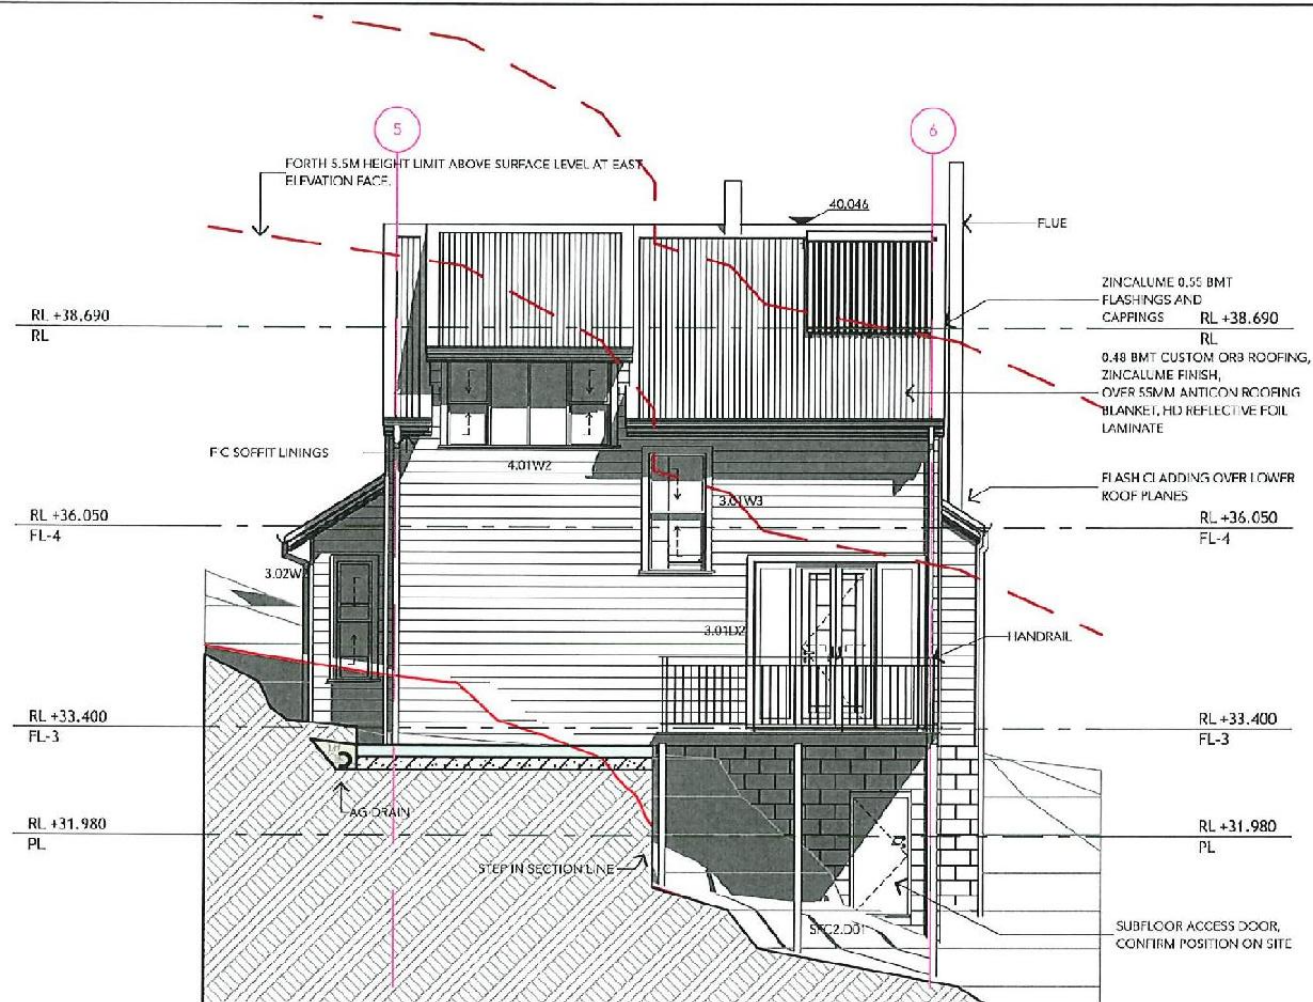 5
6
FORTH 5.5M HEIGHT LIMIT ABOVE SURFACE LEVEL AT EAST
ELEVATION FACE.
40.046
FLUE
ZINCALUME 0.55 BMT
FLASHINGS AND
CAPPINGS
RL +38.690
RL
RL +38.690
RL
0.48 BMT CUSTOM ORB ROOFING,
ZINCALUME FINISH,
OVER 55MM ANTICON ROOFING
BLANKET, HD REFLECTIVE FOIL
LAMINATE
FC SOFFIT LININGS
4.01W2
3.01W3
FLASH CLADDING OVER LOWER
ROOF PLANES
RL +36.050
FL-4
RL +36.050
FL-4
3.02W
3.01D2
HANDRAIL
RL +33.400
FL-3
RL +33.400
FL-3
AG DRAIN
RL +31.980
PL
RL +31.980
PL
STEP IN SECTION LINE
SFC2.D01
SUBFLOOR ACCESS DOOR,
CONFIRM POSITION ON SITE